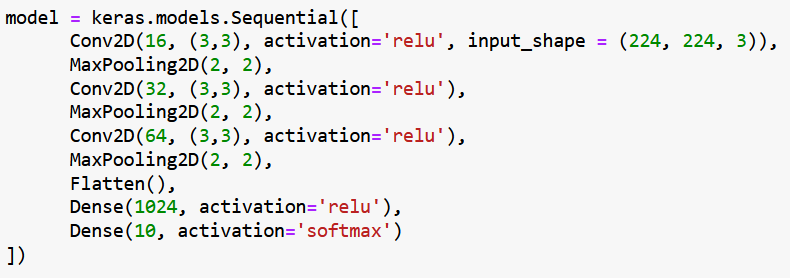 model = keras.models.Sequential([
Conv2D(16, (3,3), activation='relu', input_shape = (224, 224, 3)),
MaxPooling2D(2, 2),
Conv2D(32, (3,3), activation='relu'),
MaxPooling2D(2, 2),
Conv2D(64, (3,3), activation='relu'),
MaxPooling2D(2, 2),
Flatten(),
Dense(1024, activation='relu'),
Dense(10, activation='softmax')
])